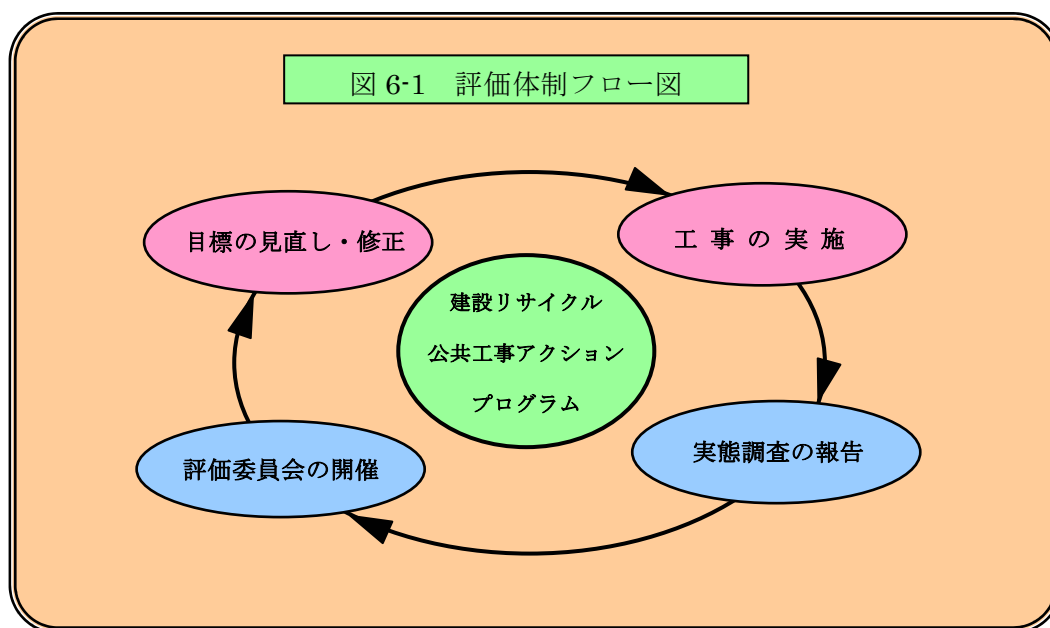 図 6-1 評価体制フロー図
目標の見直し・修正
工 事 の 実 施
建設リサイクル
公共工事アクション
プログラム
実態調査の報告
評価委員会の開催